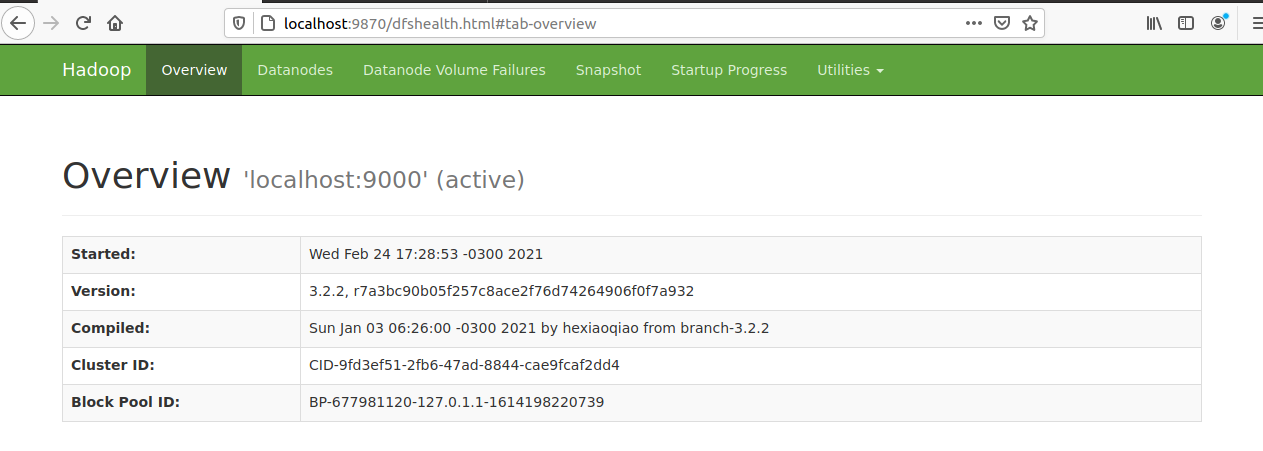 localhost:9870/dfshealth.html#tab-overview
Hadoop Overview Datanodes Datanode Volume Failures Snapshot Startup Progress Utilities
Overview 'localhost:9000' (active)
Started: Wed Feb 24 17:28:53 -0300 2021
Version: 3.2.2, r7a3bc90b05f257c8ace2f76d74264906f0f7a932
Compiled: Sun Jan 03 06:26:00 -0300 2021 by hexiaoqiao from branch-3.2.2
Cluster ID: CID-9fd3ef51-2fb6-47ad-8844-cae9fcaf2dd4
Block Pool ID: BP-677981120-127.0.1.1-1614198220739